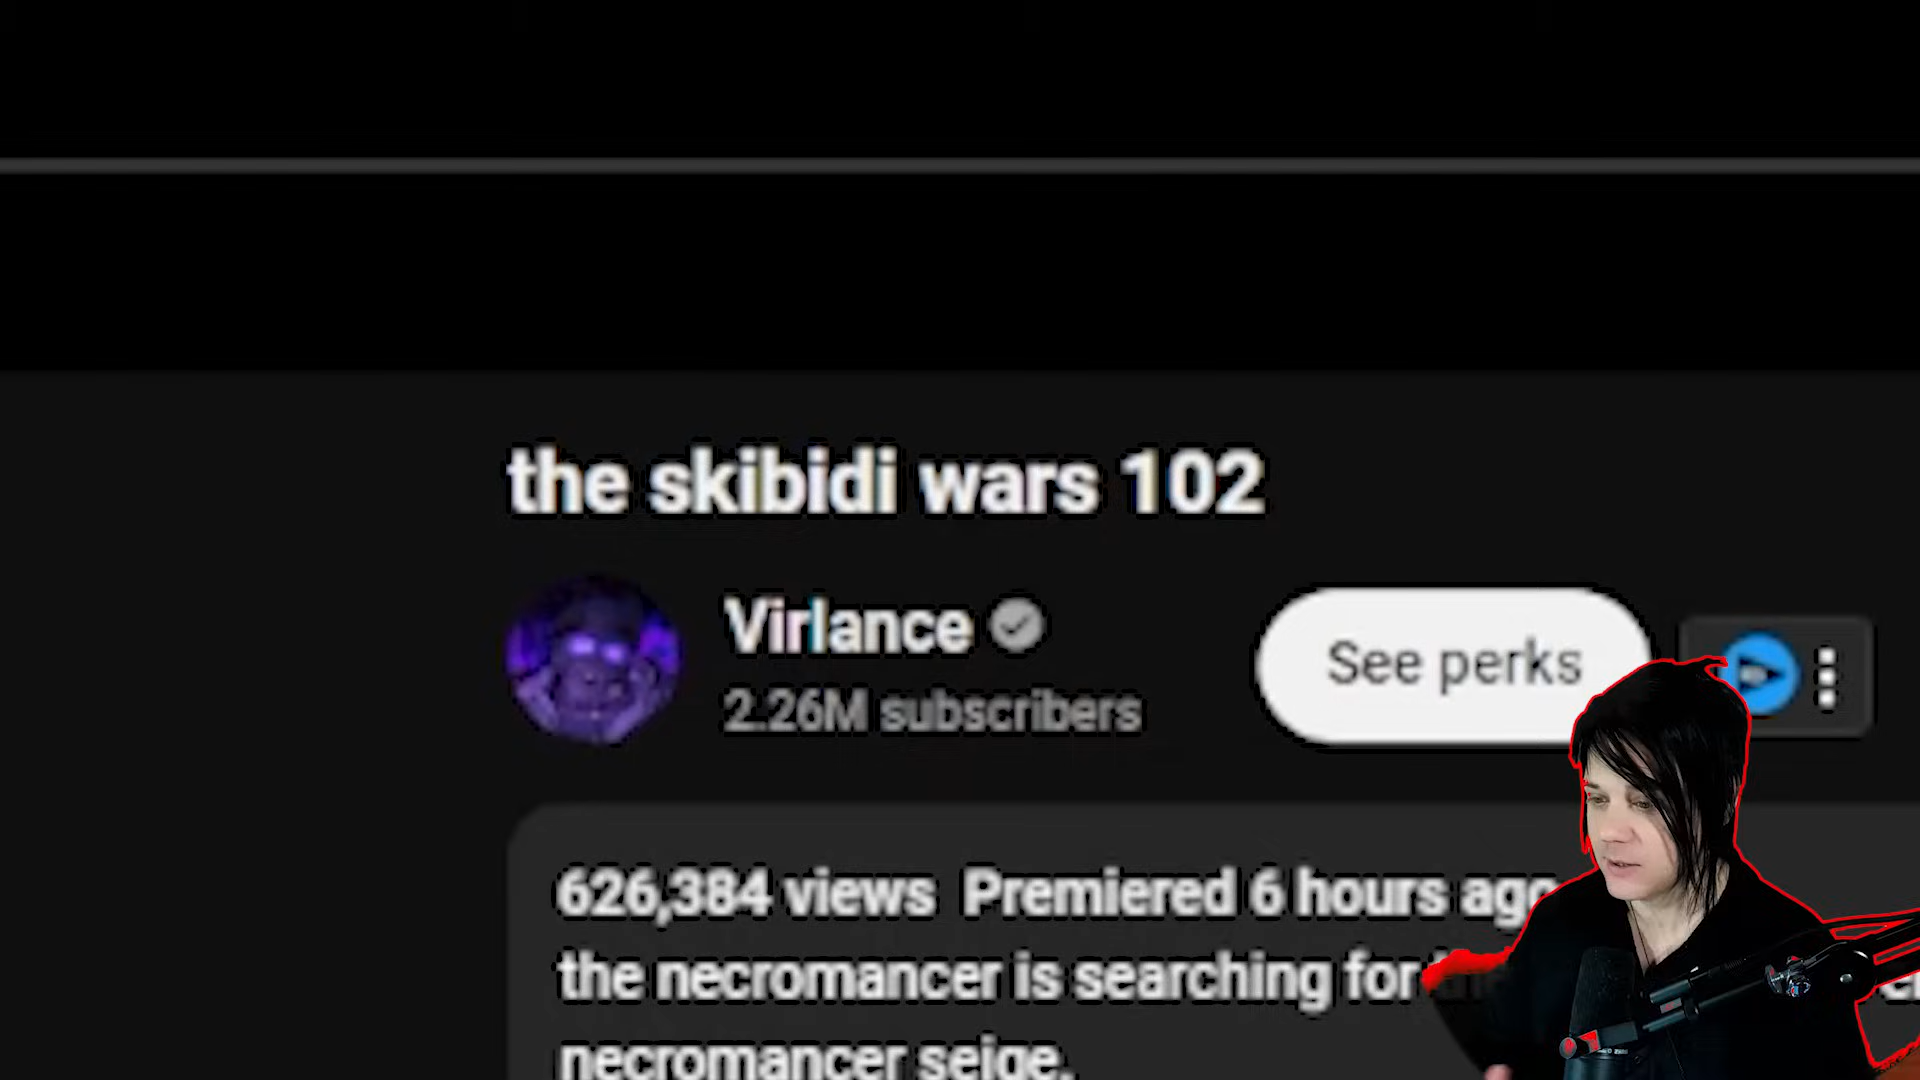 the skibidi wars 102
Virlance
2.26M subscribers
See perks
626,384 views Premiered 6 hours ago
the necromancer is searching for the
necromancer seige.